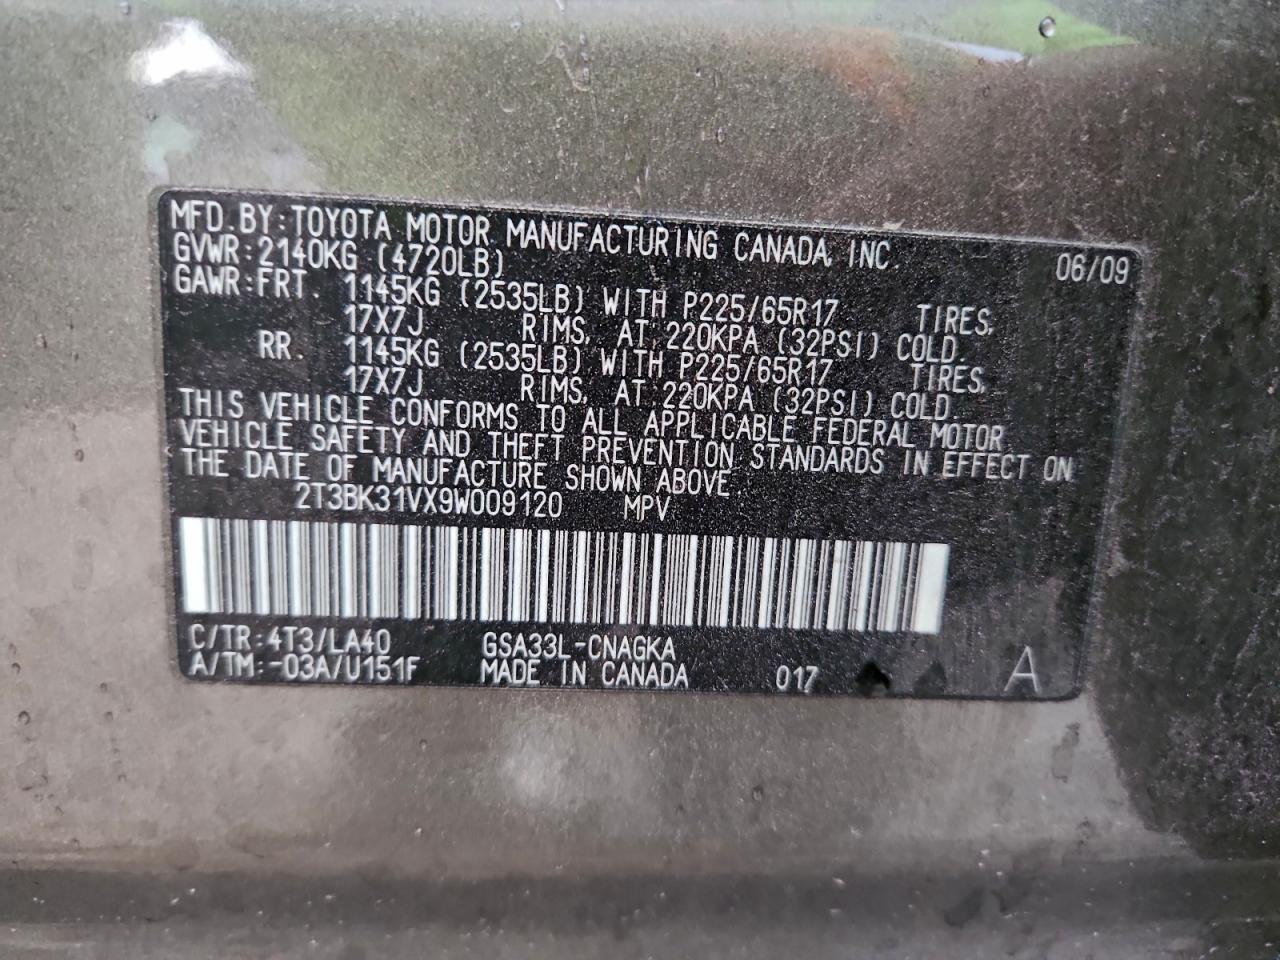 MFD. BY: TOYOTA MOTOR MANUFACTURING CANADA, INC.
GVWR: 2140KG (4720LB) 06/09
GAWR: FRT. 1145KG (2535LB) WITH P225/65R17 TIRES,
17X7J RIMS, AT 220KPA (32PSI) COLD.
RR. 1145KG (2535LB) WITH P225/65R17 TIRES,
17X7J RIMS, AT 220KPA (32PSI) COLD.
THIS VEHICLE CONFORMS TO ALL APPLICABLE FEDERAL MOTOR
VEHICLE SAFETY AND THEFT PREVENTION STANDARDS IN EFFECT ON
THE DATE OF MANUFACTURE SHOWN ABOVE.
2T3BK31VX9W009120 MPV
C/TR: 4T3/LA40 GSA33L-CNAGKA
A/TM: -03A/U151F MADE IN CANADA 017 A